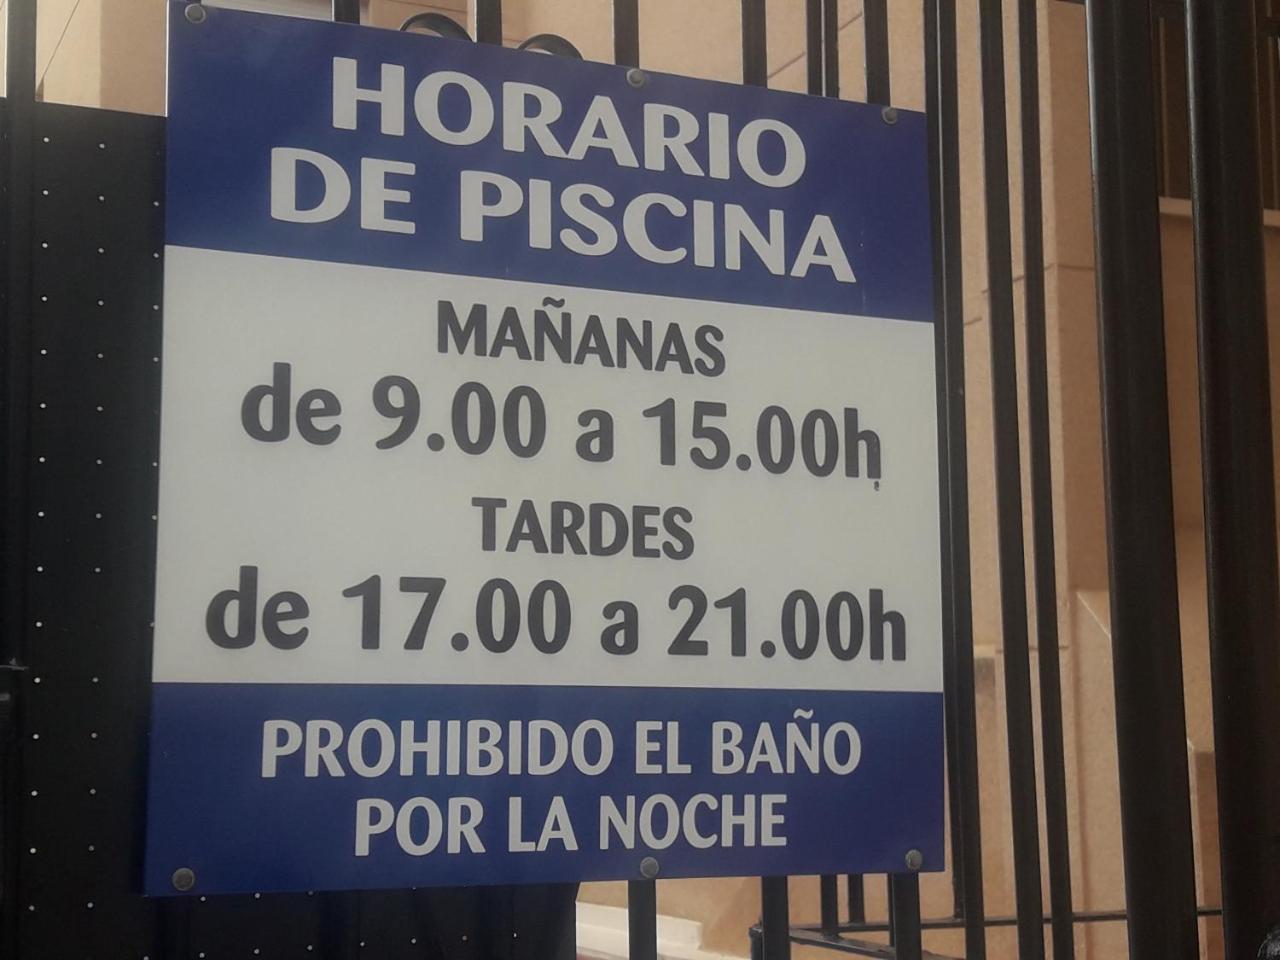 HORARIO
DE PISCINA
MAÑANAS
de 9.00 a 15.00h
TARDES
de 17.00 a 21.00h
PROHIBIDO EL BAÑO
POR LA NOCHE